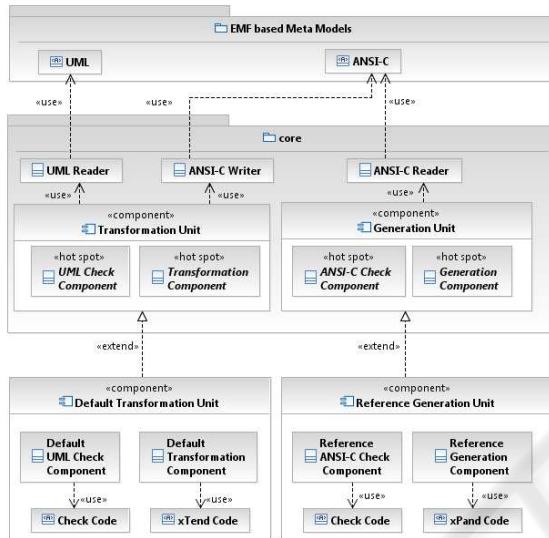 EMF based Meta Models
UML
ANSI-C
«use»
«use»
«use»
core
UML Reader
ANSI-C Writer
ANSI-C Reader
«use»
«use»
«use»
«component»
Transformation Unit
«component»
Generation Unit
«hot spot»
UML Check
Component
«hot spot»
Transformation
Component
«hot spot»
ANSI-C Check
Component
«hot spot»
Generation
Component
«extend»
«extend»
«component»
Default Transformation Unit
«component»
Reference Generation Unit
Default
UML Check
Component
Default
Transformation
Component
Reference
ANSI-C Check
Component
Reference
Generation
Component
«use»
«use»
«use»
«use»
Check Code
xTend Code
Check Code
xPand Code